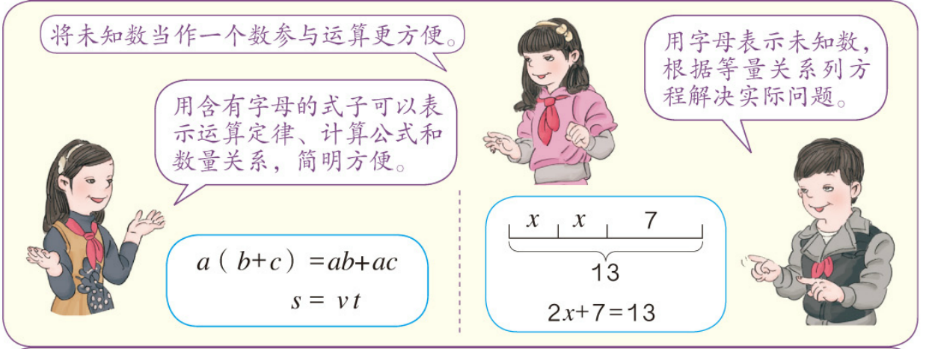 将未知数当作一个数参与运算更方便。
用含有字母的式子可以表
示运算定律、计算公式和
数量关系，简明方便。
用字母表示未知数，
根据等量关系列方
程解决实际问题。
a（b+c）=ab+ac
s = vt
x x 7
13
2x+7=13